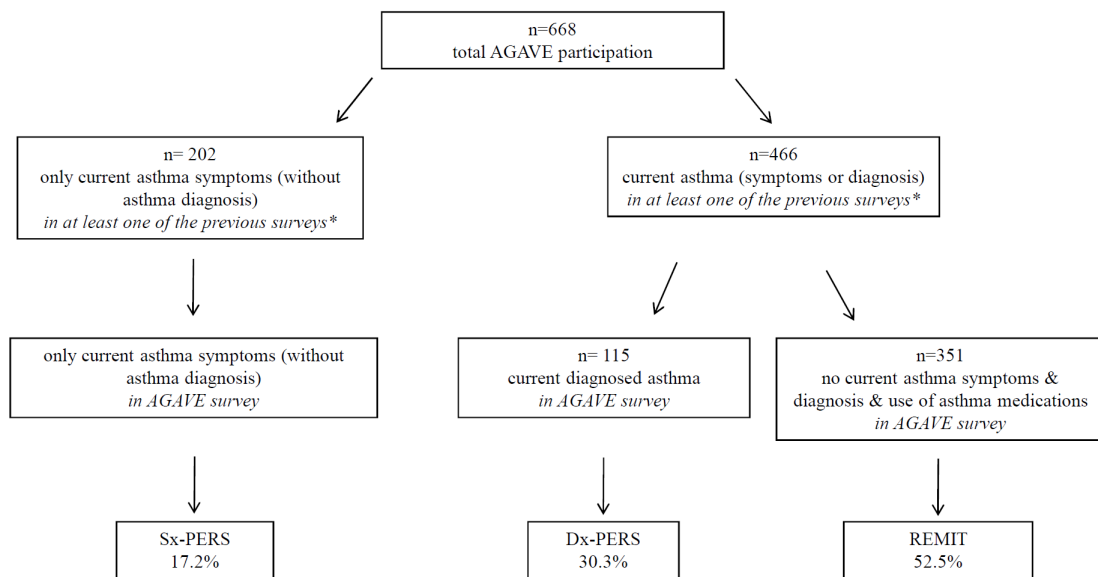 n=668
total AGAVE participation
n= 202
only current asthma symptoms (without
asthma diagnosis)
in at least one of the previous surveys*
n=466
current asthma (symptoms or diagnosis)
in at least one of the previous surveys*
only current asthma symptoms (without
asthma diagnosis)
in AGAVE survey
n= 115
current diagnosed asthma
in AGAVE survey
n=351
no current asthma symptoms &
diagnosis & use of asthma medications
in AGAVE survey
Sx-PERS
17.2%
Dx-PERS
30.3%
REMIT
52.5%